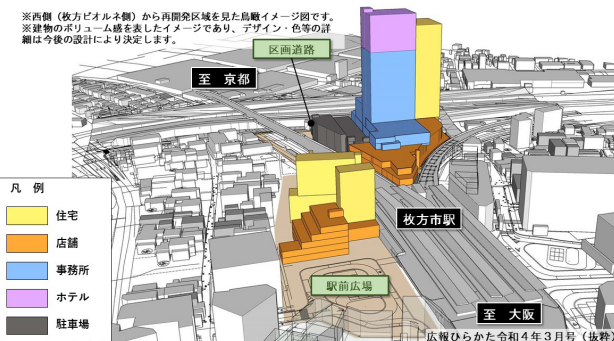 ※西側（枚方ビオルネ側）から再開発区域を見た鳥瞰イメージ図です。
※建物のボリューム感を表したイメージであり、デザイン・色等の詳
細は今後の設計により決定します。
区画道路
至 京都
凡 例
住宅
店舗
事務所
ホテル
駐車場
枚方市駅
駅前広場
至 大阪
広報ひらかた令和4年3月号（抜粋）